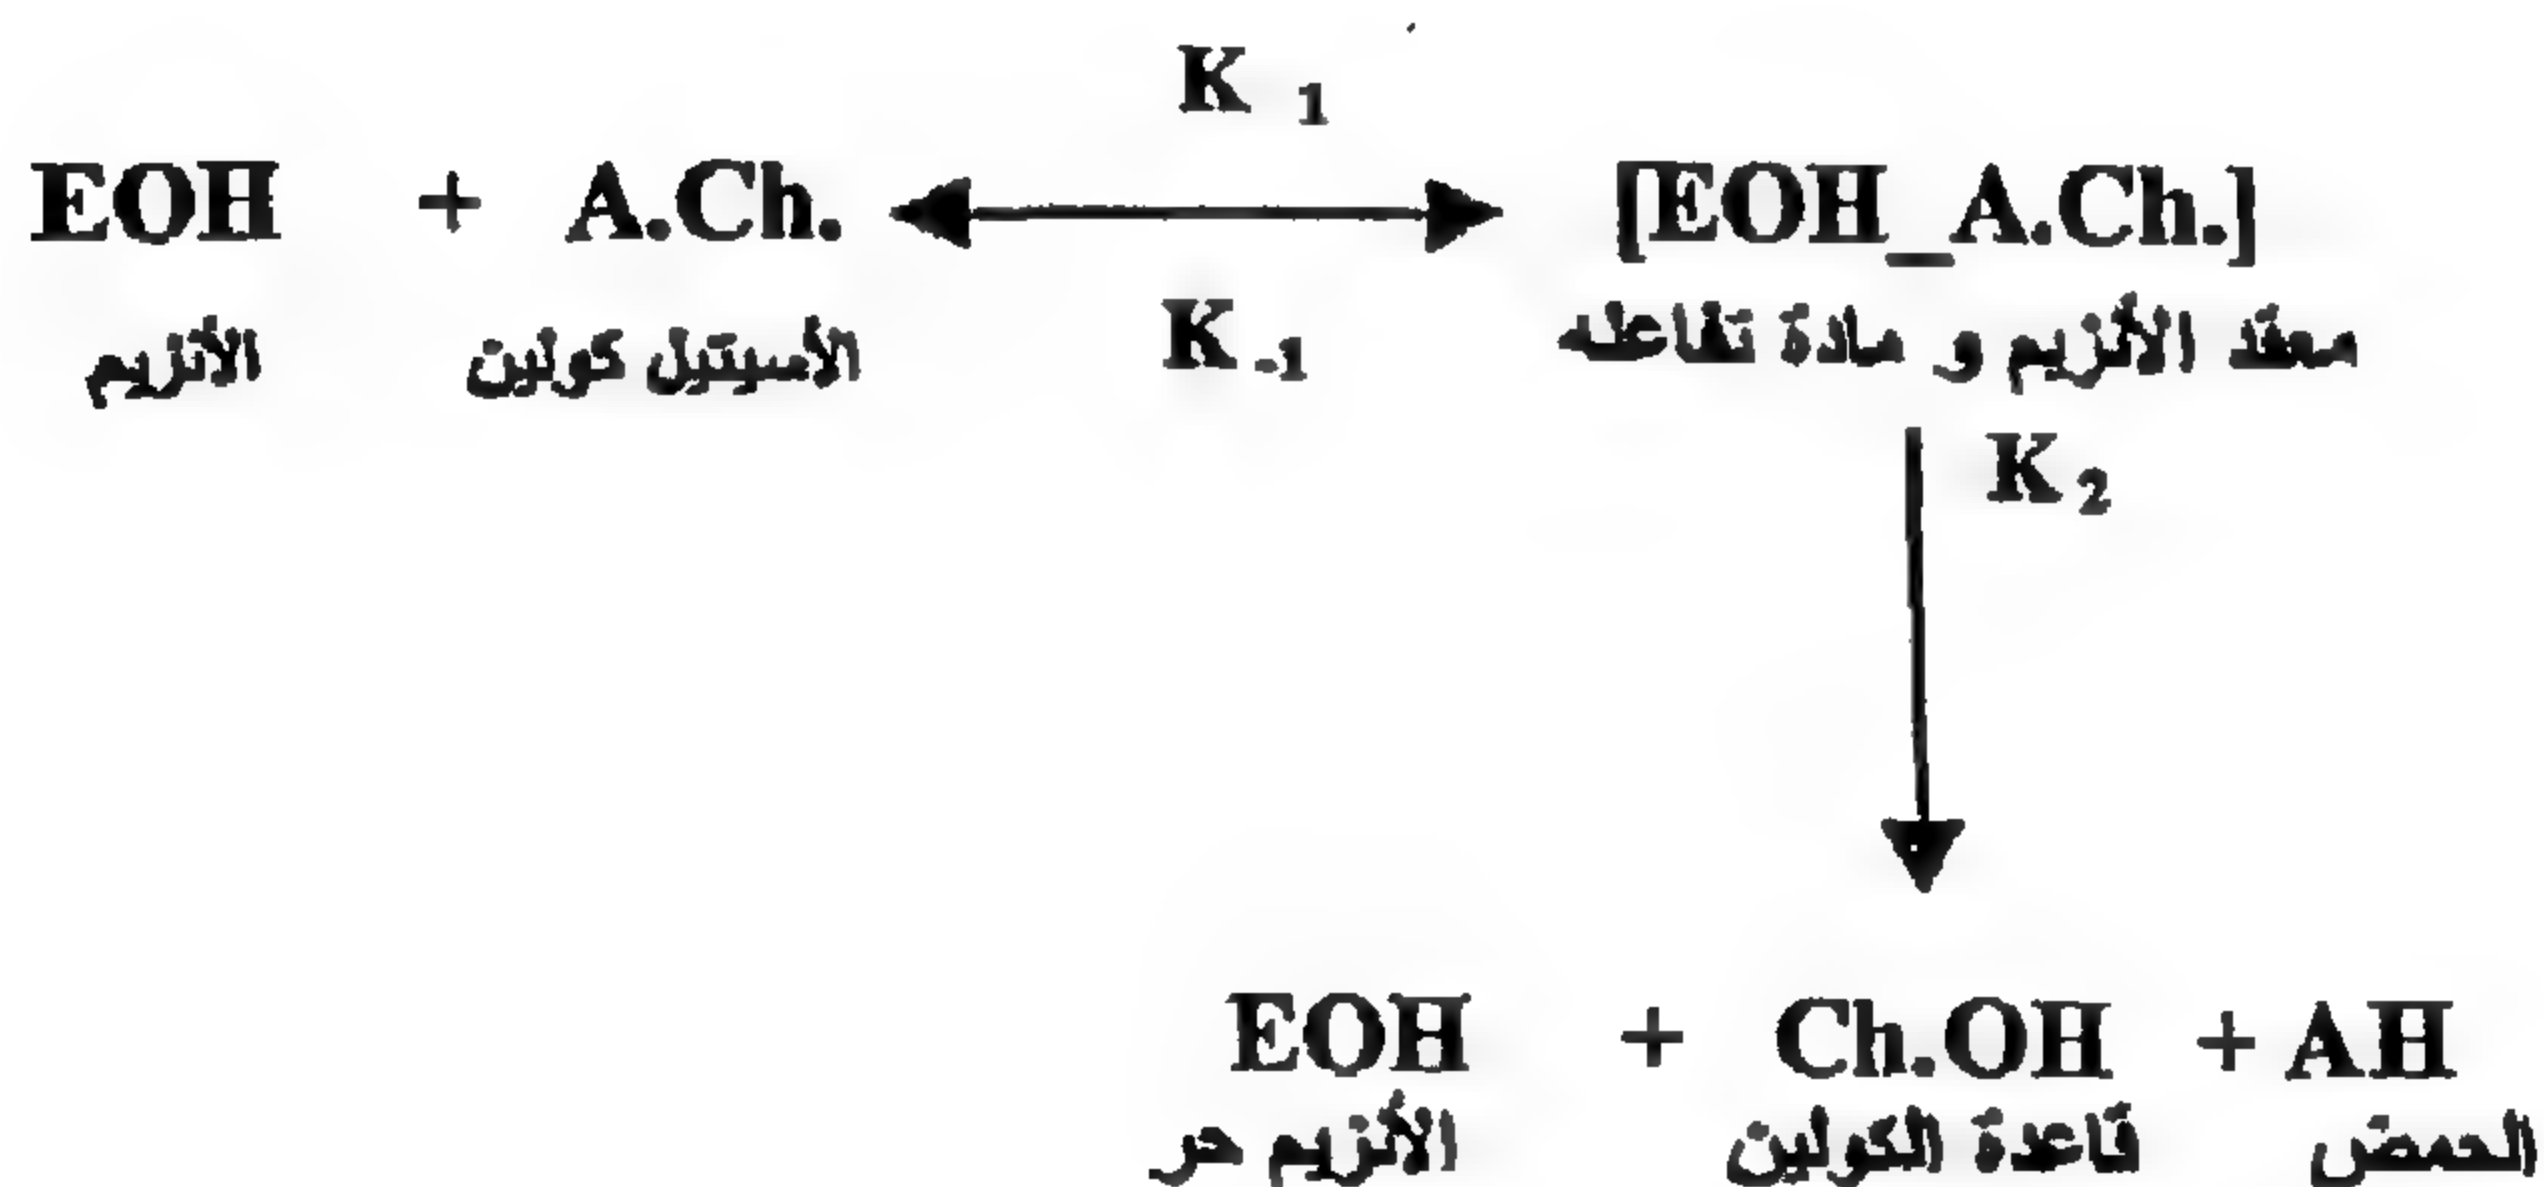 K 1
EOH + A.Ch. [EOH_A.Ch.]
K -1
الأنزيم الأسيتيل كولين معقد الأنزيم و مادة تفاعله
K 2
EOH + Ch.OH + AH
الأنزيم حر قاعدة الكولين الحمض